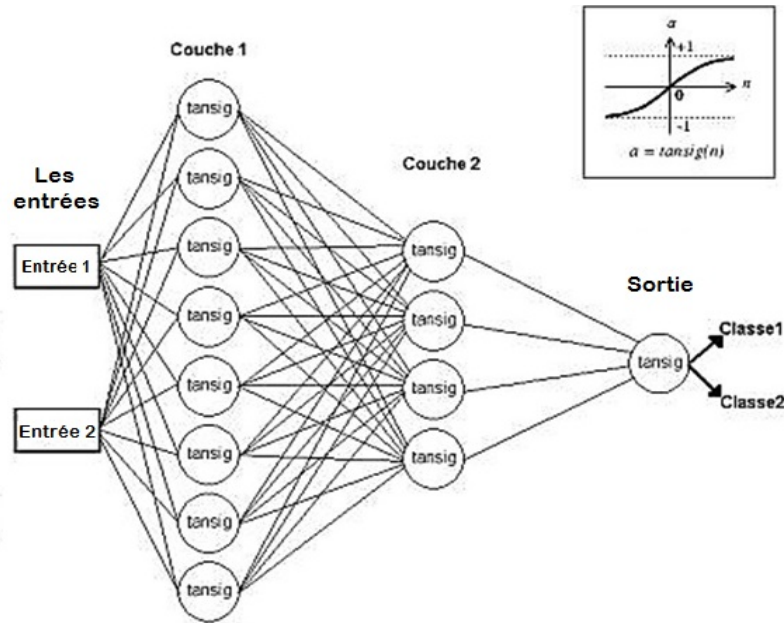 Couche 1
a
+1
n
0
-1
a = tansig(n)
Couche 2
Les
entrées
Entrée 1
Entrée 2
tansig
tansig
tansig
tansig
tansig
tansig
tansig
tansig
tansig
tansig
tansig
tansig
Sortie
tansig
Classe1
Classe2